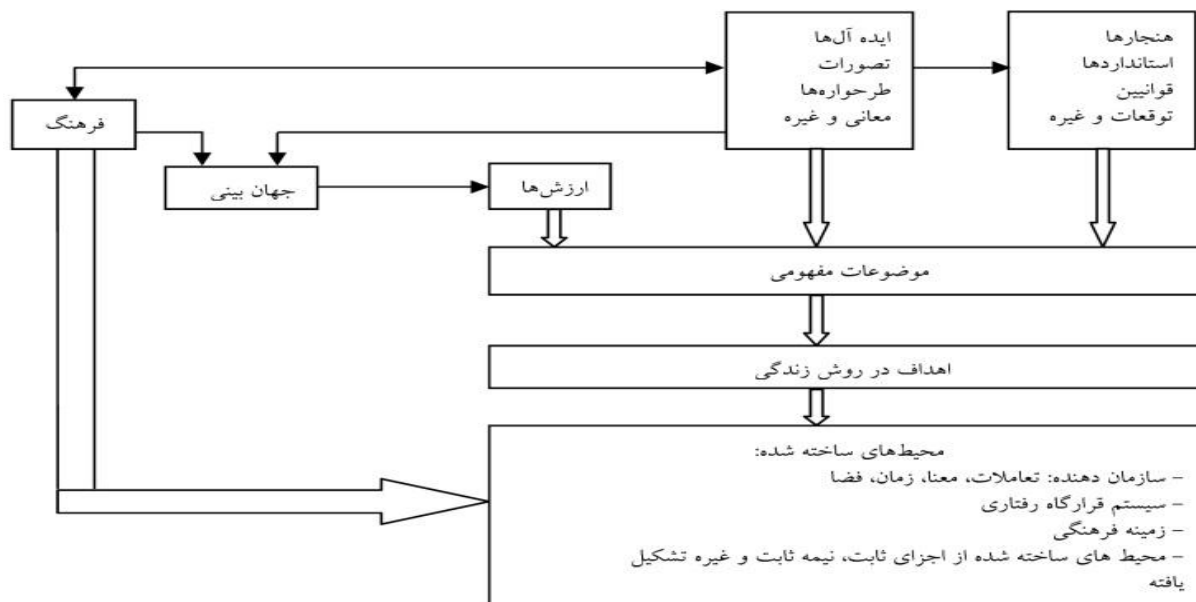 هنجارها
استانداردها
قوانیین
توقعات و غیره
ایده آل‌ها
تصورات
طرحواره‌ها
معانی و غیره
فرهنگ
جهان بینی
ارزش‌ها
موضوعات مفهومی
اهداف در روش زندگی
محیط‌های ساخته شده:
– سازمان دهنده: تعاملات، معنا، زمان، فضا
– سیستم قرارگاه رفتاری
– زمینه فرهنگی
– محیط های ساخته شده از اجزای ثابت، نیمه ثابت و غیره تشکیل
یافته